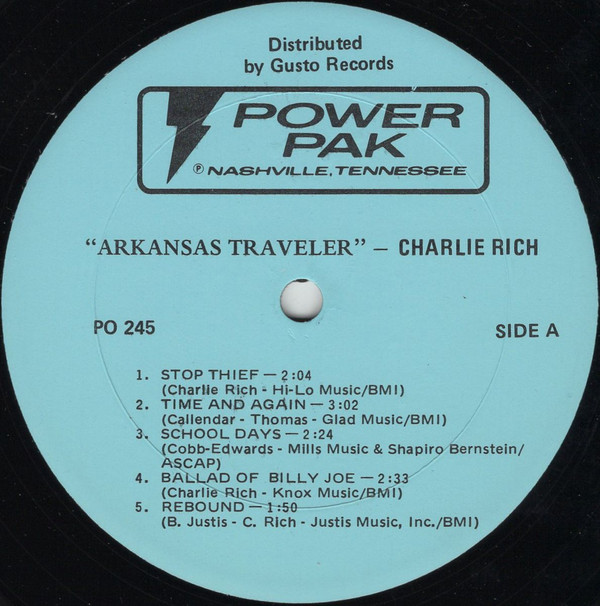 Distributed
by Gusto Records
POWER
PAK
℗ NASHVILLE, TENNESSEE
"ARKANSAS TRAVELER" — CHARLIE RICH
PO 245
SIDE A
1. STOP THIEF — 2:04
(Charlie Rich - Hi-Lo Music/BMI)
2. TIME AND AGAIN — 3:02
(Callendar - Thomas - Glad Music/BMI)
3. SCHOOL DAYS — 2:24
(Cobb-Edwards - Mills Music & Shapiro Bernstein/
ASCAP)
4. BALLAD OF BILLY JOE — 2:33
(Charlie Rich - Knox Music/BMI)
5. REBOUND — 1:50
(B. Justis - C. Rich - Justis Music, Inc./BMI)